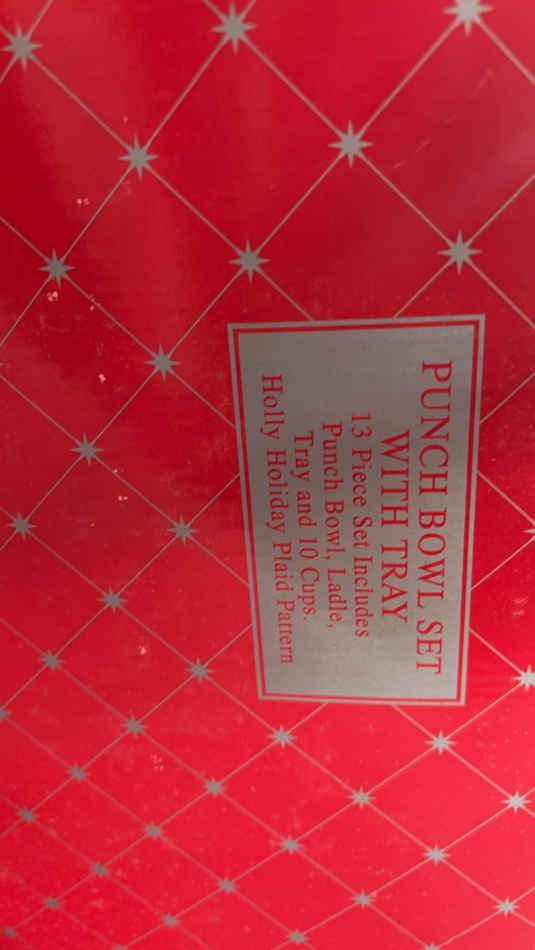 PUNCH BOWL SET
WITH TRAY
13 Piece Set Includes
Punch Bowl, Ladle,
Tray and 10 Cups.
Holly Holiday Plaid Pattern